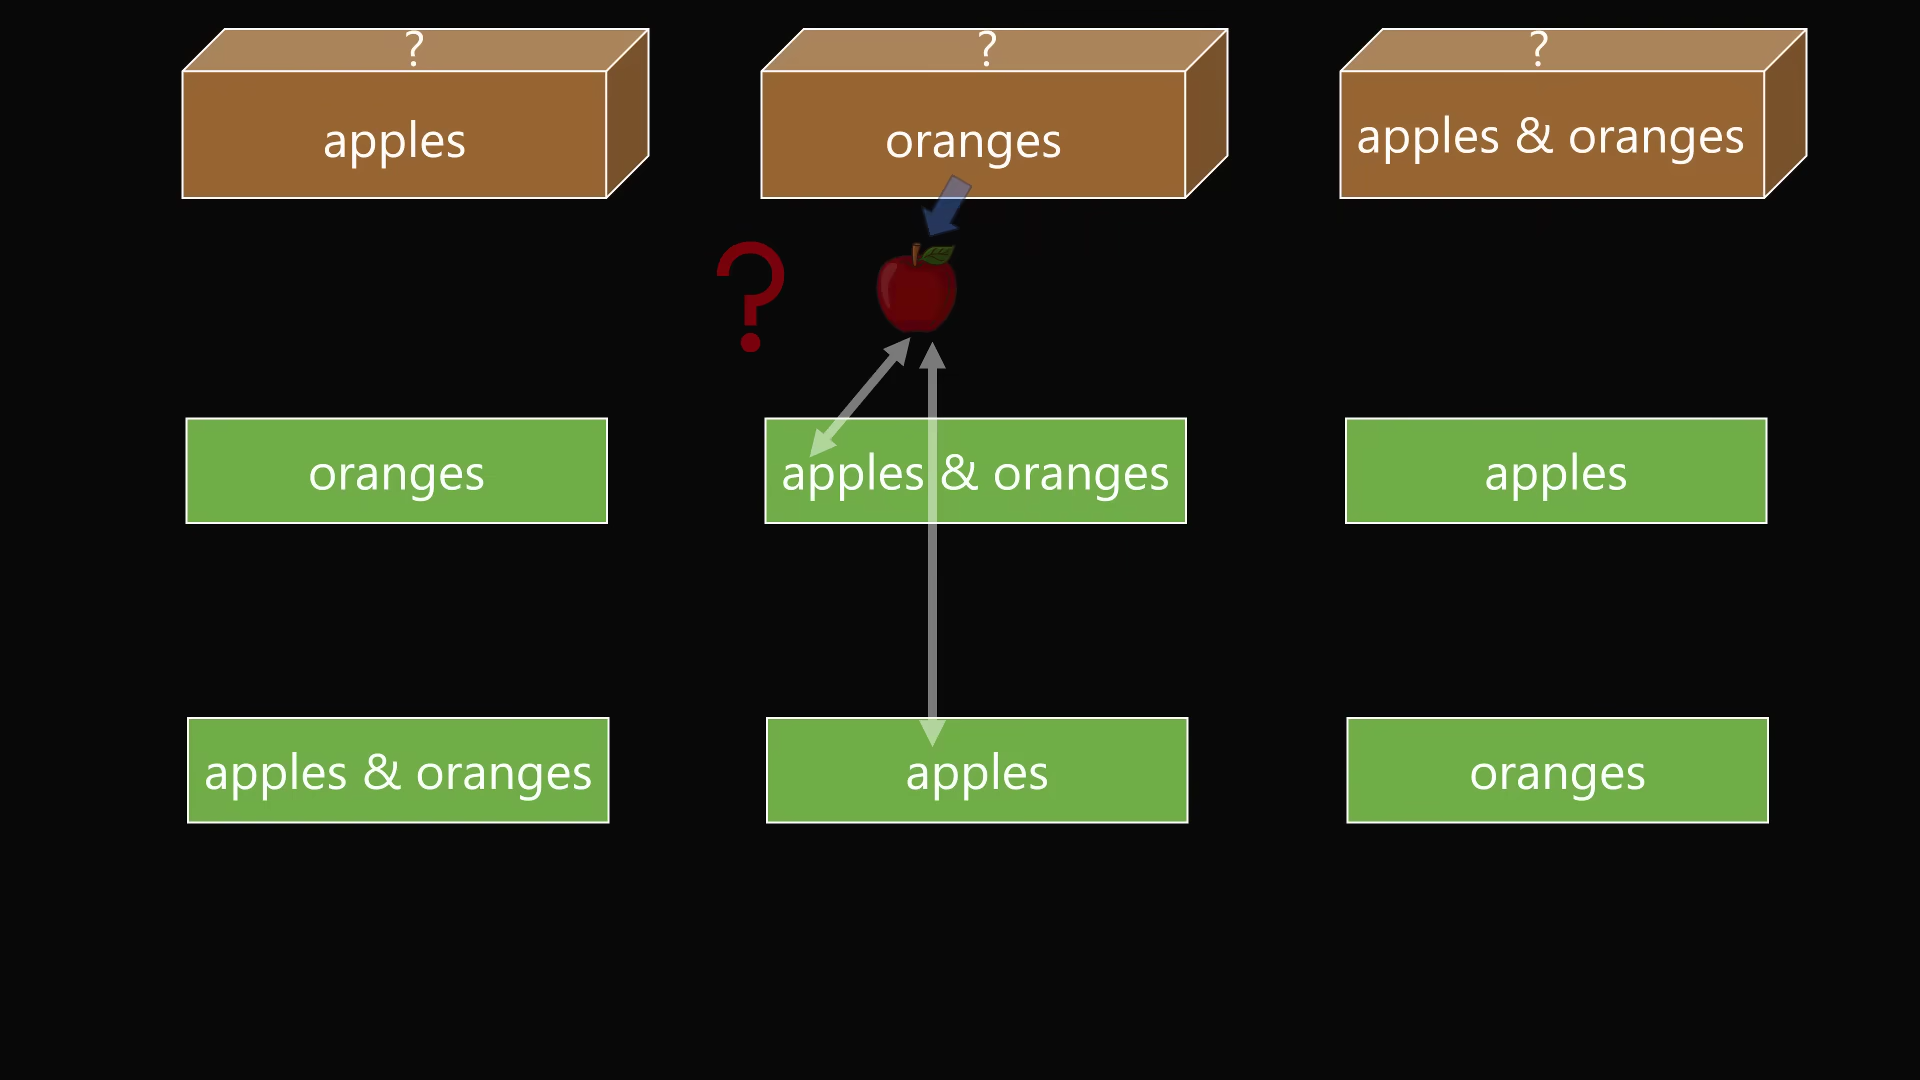 ? ? ?
apples oranges apples & oranges
?
oranges apples & oranges apples
apples & oranges apples oranges